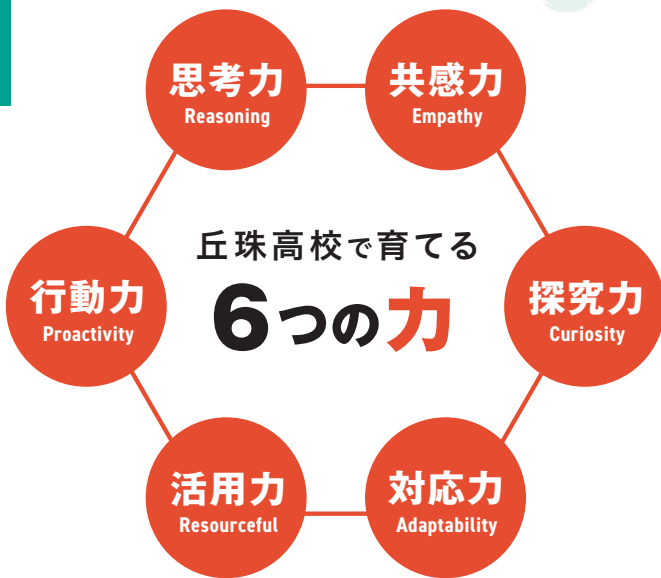 思考力
Reasoning
共感力
Empathy
丘珠高校で育てる
6つの力
行動力
Proactivity
探究力
Curiosity
活用力
Resourceful
対応力
Adaptability